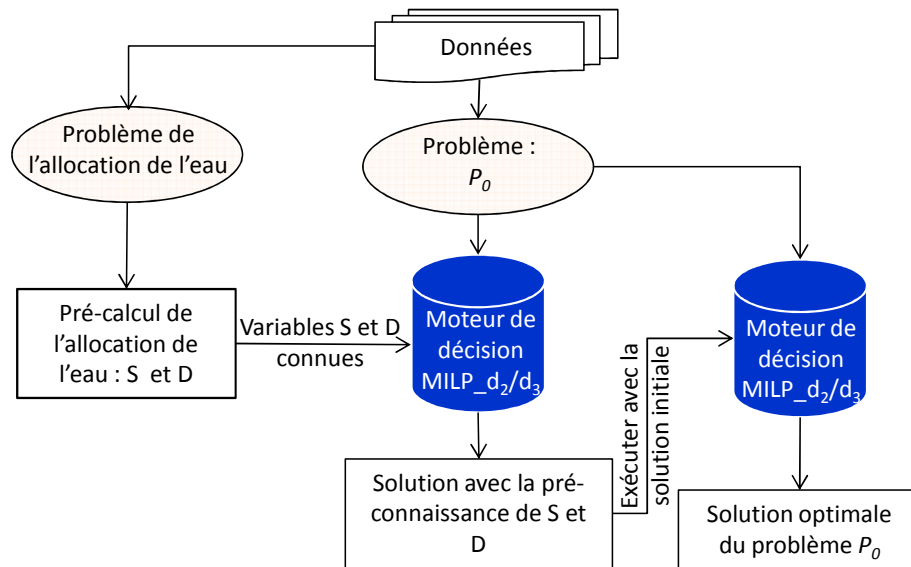 Données
Problème de
l'allocation de l'eau
Problème :
P₀
Pré-calcul de
l'allocation de
l'eau : S et D
Variables S et D
connues
Moteur de
décision
MILP_d₂/d₃
Exécuter avec la
solution initiale
Moteur de
décision
MILP_d₂/d₃
Solution avec la pré-
connaissance de S et
D
Solution optimale
du problème P₀